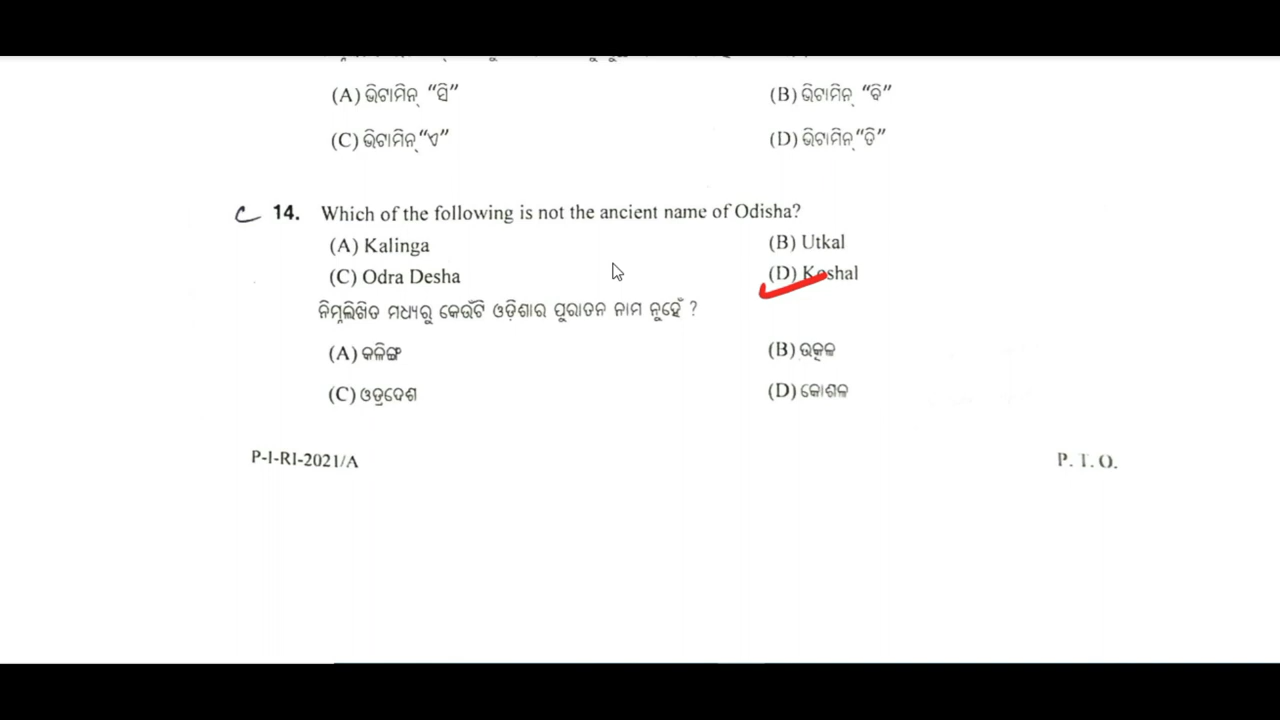 (A) ଭିଟାମିନ୍ “ସି” (B) ଭିଟାମିନ୍ “ବି”
(C) ଭିଟାମିନ୍ “ଏ” (D) ଭିଟାମିନ୍ “ଡି”
C 14. Which of the following is not the ancient name of Odisha?
(A) Kalinga (B) Utkal
(C) Odra Desha (D) Koshal
ନିମ୍ନଲିଖିତ ମଧ୍ୟରୁ କେଉଁଟି ଓଡ଼ିଶାର ପୁରାତନ ନାମ ନୁହେଁ ?
(A) କଳିଙ୍ଗ (B) ଉତ୍କଳ
(C) ଓଡ୍ରଦେଶ (D) କୋଶଳ
P-I-RI-2021/A P. T. O.